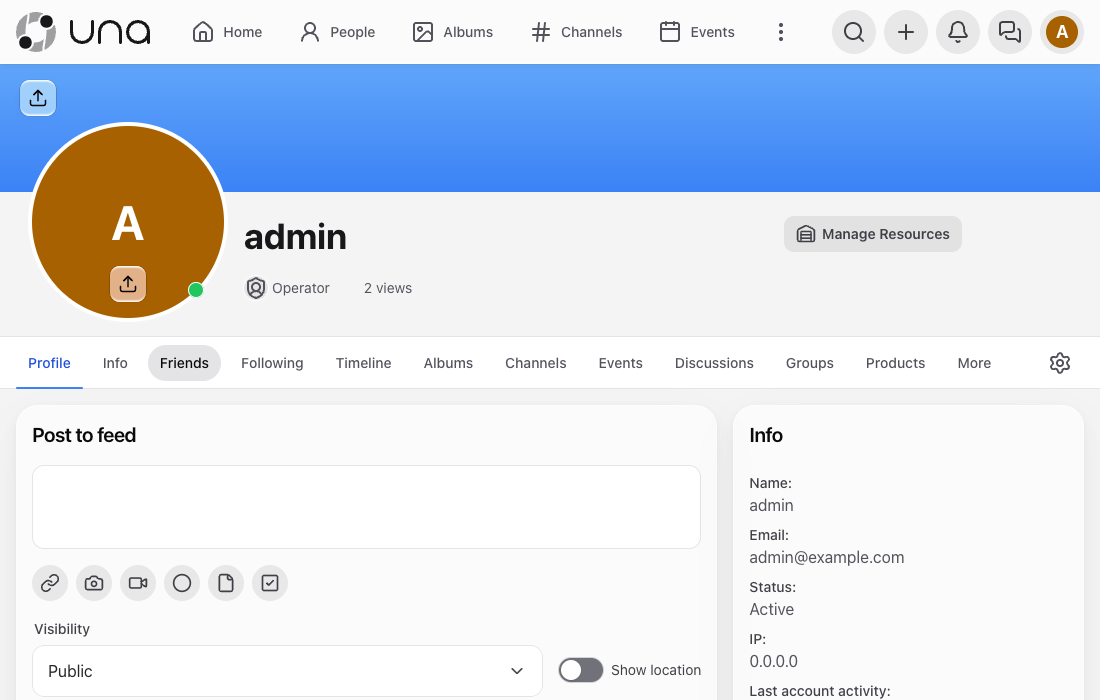 una
Home
People
Albums
Channels
Events
A
A
admin
Manage Resources
Operator
2 views
Profile
Info
Friends
Following
Timeline
Albums
Channels
Events
Discussions
Groups
Products
More
Post to feed
Visibility
Public
Show location
Info
Name:
admin
Email:
admin@example.com
Status:
Active
IP:
0.0.0.0
Last account activity: